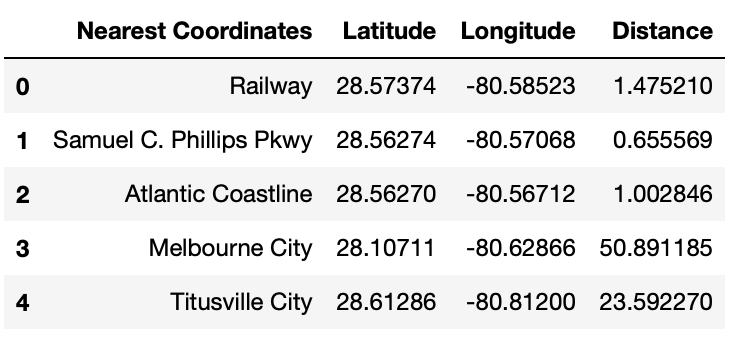 Nearest Coordinates Latitude Longitude Distance
0 Railway 28.57374 -80.58523 1.475210
1 Samuel C. Phillips Pkwy 28.56274 -80.57068 0.655569
2 Atlantic Coastline 28.56270 -80.56712 1.002846
3 Melbourne City 28.10711 -80.62866 50.891185
4 Titusville City 28.61286 -80.81200 23.592270